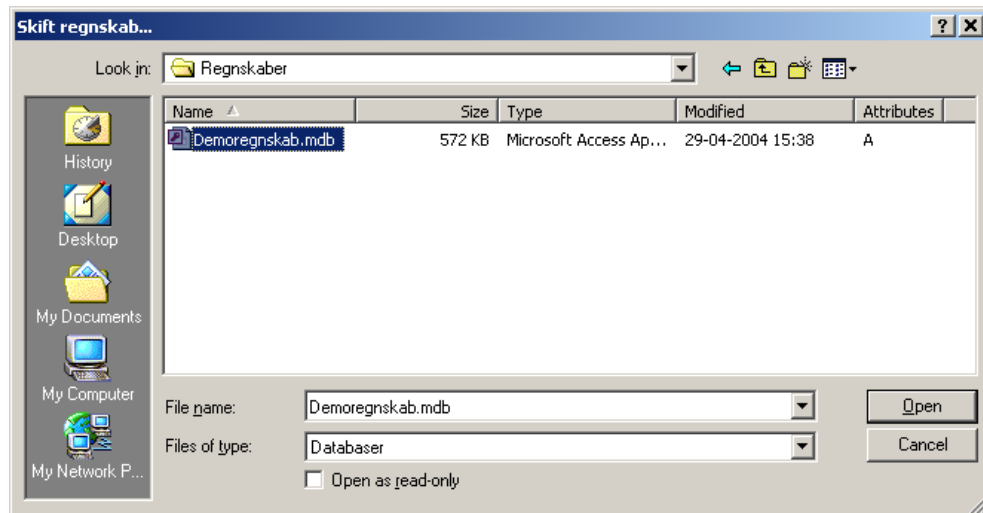 Skift regnskab...
Look in: Regnskaber
Name Size Type Modified Attributes
Demoregnskab.mdb 572 KB Microsoft Access Ap... 29-04-2004 15:38 A
History
Desktop
My Documents
My Computer
My Network P...
File name: Demoregnskab.mdb Open
Files of type: Databaser Cancel
Open as read-only